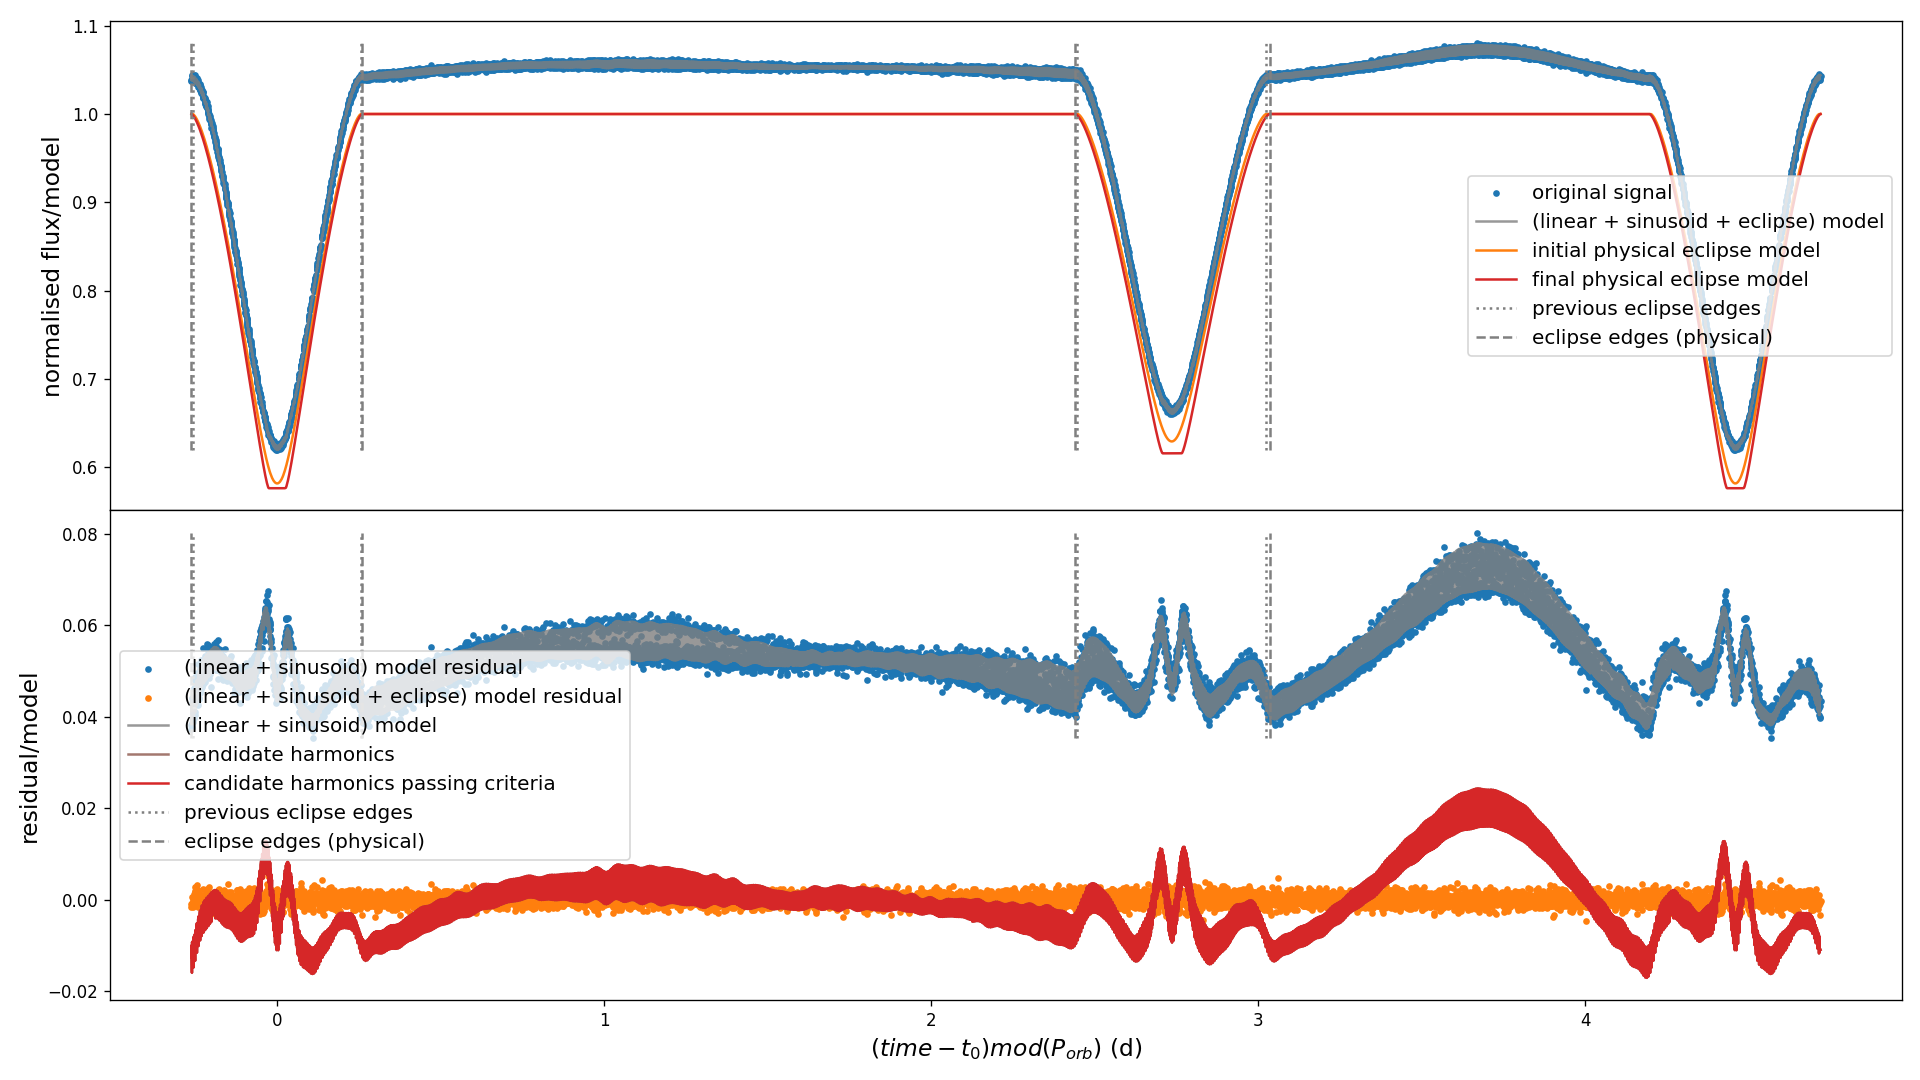 1.1
1.0
0.9
0.8
0.7
0.6
normalised flux/model
original signal
(linear + sinusoid + eclipse) model
initial physical eclipse model
final physical eclipse model
previous eclipse edges
eclipse edges (physical)
0.08
0.06
0.04
0.02
0.00
−0.02
residual/model
(linear + sinusoid) model residual
(linear + sinusoid + eclipse) model residual
(linear + sinusoid) model
candidate harmonics
candidate harmonics passing criteria
previous eclipse edges
eclipse edges (physical)
0 1 2 3 4
(time − t₀)mod(P_orb) (d)